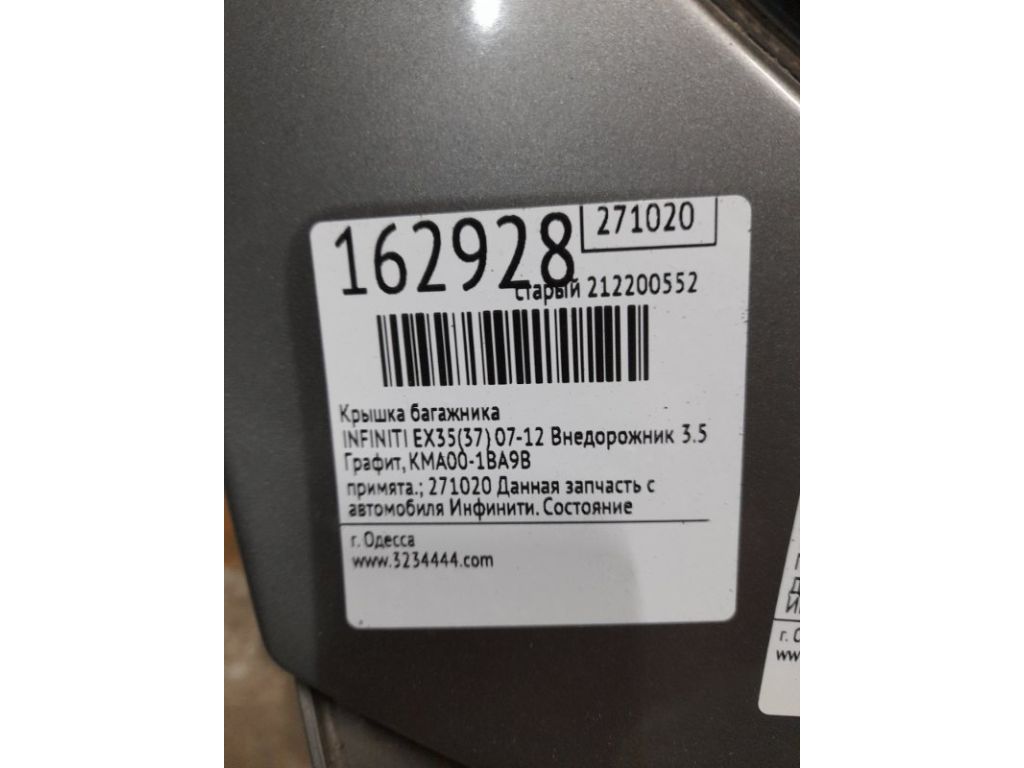 162928
271020
старый 212200552
Крышка багажника
INFINITI EX35(37) 07-12 Внедорожник 3.5
Графит, KMA00-1BA9B
примята.; 271020 Данная запчасть с
автомобиля Инфинити. Состояние
г. Одесса
www.3234444.com